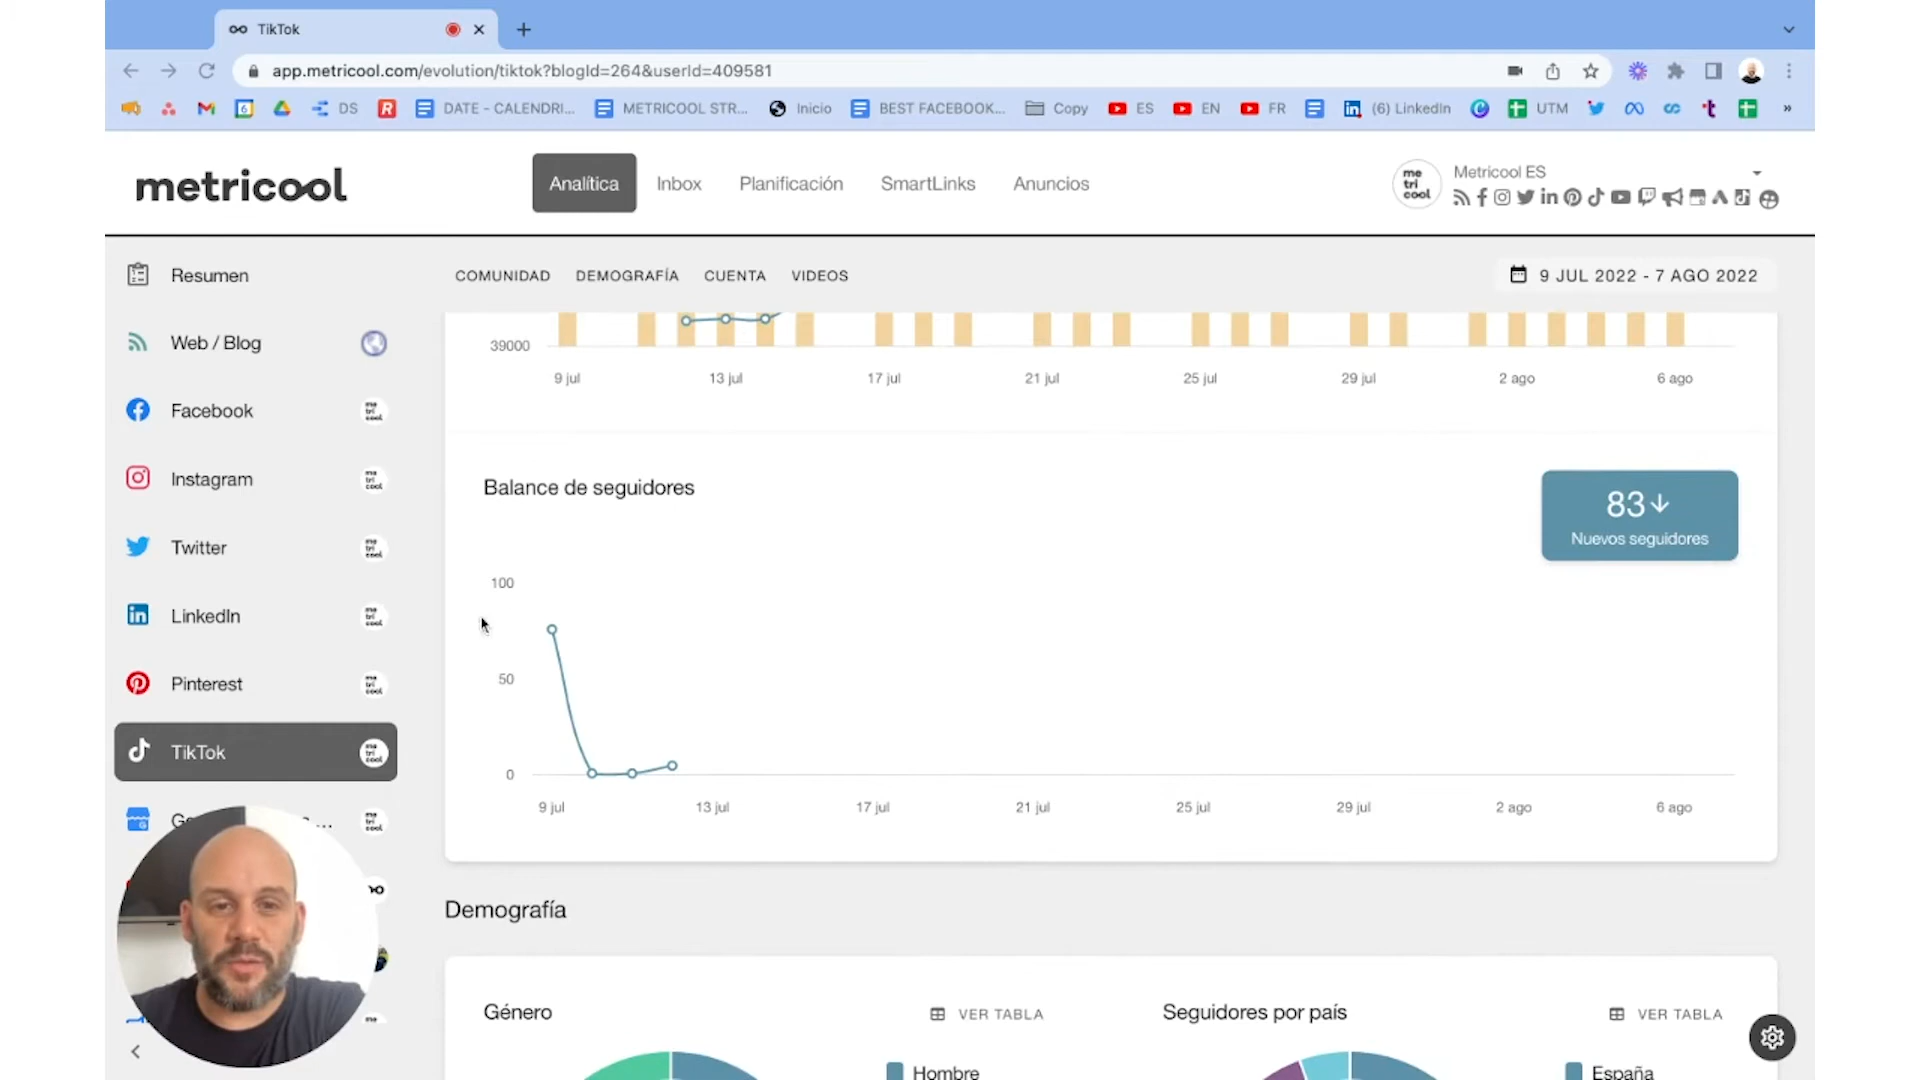 TikTok
app.metricool.com/evolution/tiktok?blogId=264&userId=409581
6
DS
DATE - CALENDRI...
METRICOOL STR...
Inicio
BEST FACEBOOK...
Copy
ES
EN
FR
(6) LinkedIn
UTM
»
metricool
Analítica
Inbox
Planificación
SmartLinks
Anuncios
me
tri
cool
Metricool ES
Resumen
Web / Blog
Facebook
Instagram
Twitter
LinkedIn
Pinterest
TikTok
COMUNIDAD
DEMOGRAFÍA
CUENTA
VIDEOS
9 JUL 2022 - 7 AGO 2022
39000
9 jul
13 jul
17 jul
21 jul
25 jul
29 jul
2 ago
6 ago
Balance de seguidores
83↓
Nuevos seguidores
100
50
0
9 jul
13 jul
17 jul
21 jul
25 jul
29 jul
2 ago
6 ago
Demografía
Género
VER TABLA
Hombre
Seguidores por país
VER TABLA
España